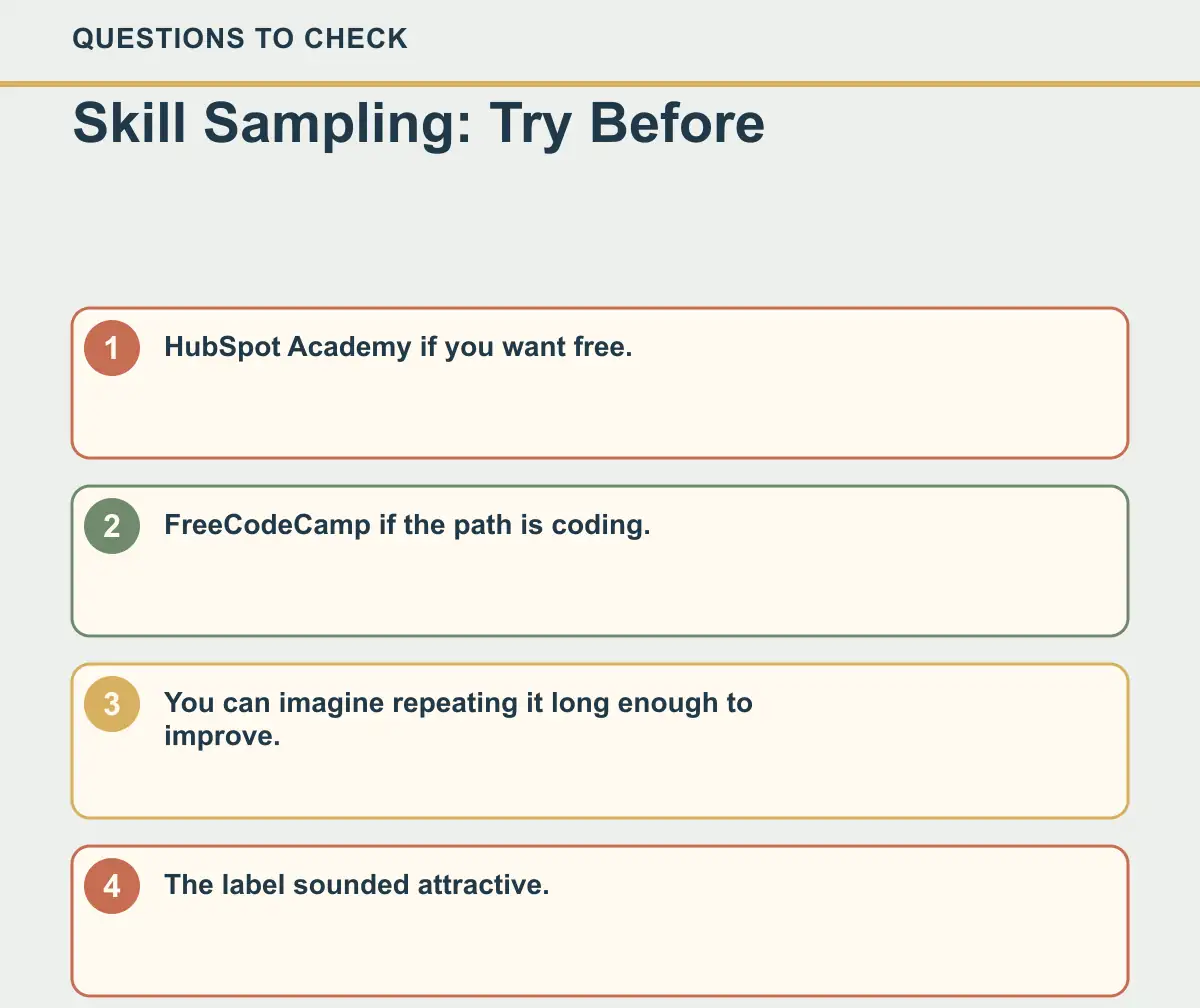 QUESTIONS TO CHECK
Skill Sampling: Try Before
1
HubSpot Academy if you want free.
2
FreeCodeCamp if the path is coding.
3
You can imagine repeating it long enough to
improve.
4
The label sounded attractive.